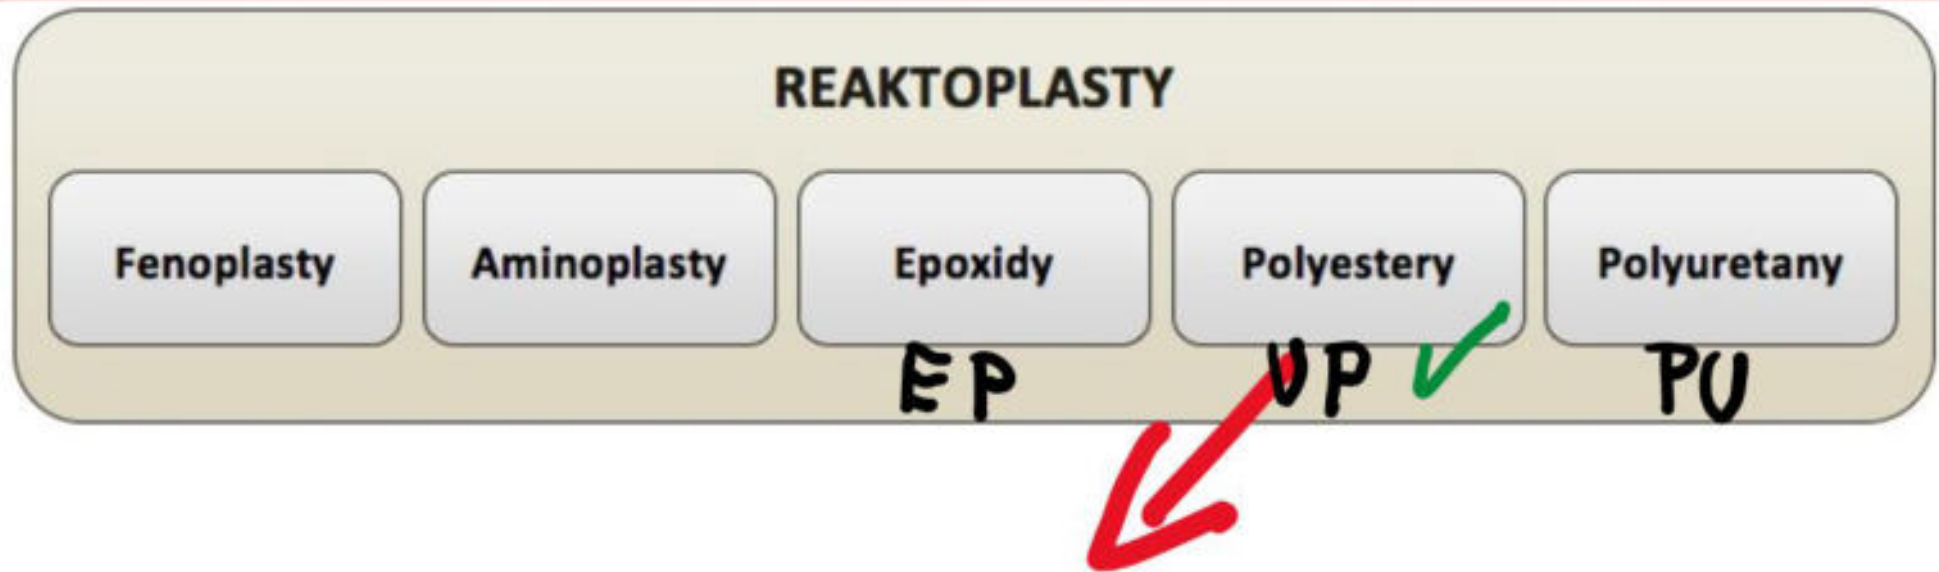 REAKTOPLASTY
Fenoplasty Aminoplasty Epoxidy Polyestery Polyuretany
EP UP PU